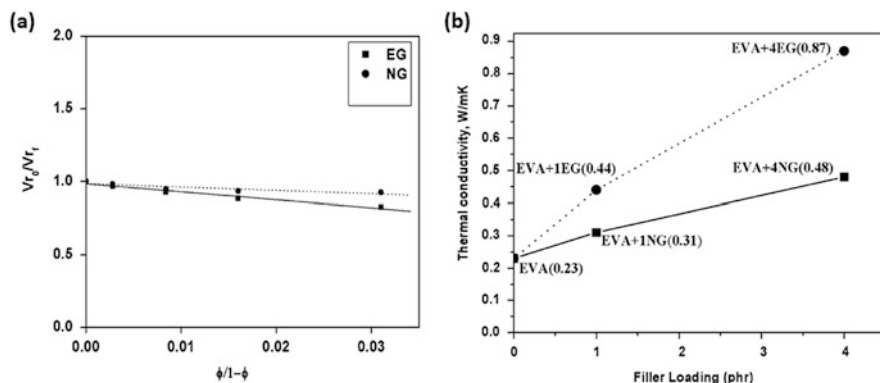 (a)
2.0
1.5
1.0
0.5
0.0
Vr₀/Vrf
EG
NG
0.00
0.01
0.02
0.03
ϕ/1-ϕ
(b)
0.9
0.8
0.7
0.6
0.5
0.4
0.3
0.2
0.1
0.0
Thermal conductivity, W/mK
EVA+4EG(0.87)
EVA+1EG(0.44)
EVA+4NG(0.48)
EVA+1NG(0.31)
EVA(0.23)
0
1
2
3
4
Filler Loading (phr)